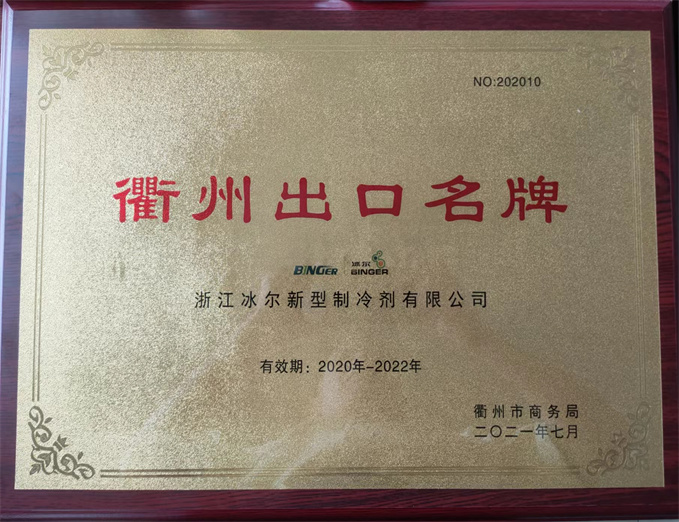 NO:202010
衢州出口名牌
BINGER 冰尔 GINGER
浙江冰尔新型制冷剂有限公司
有效期：2020年-2022年
衢州市商务局
二〇二一年七月